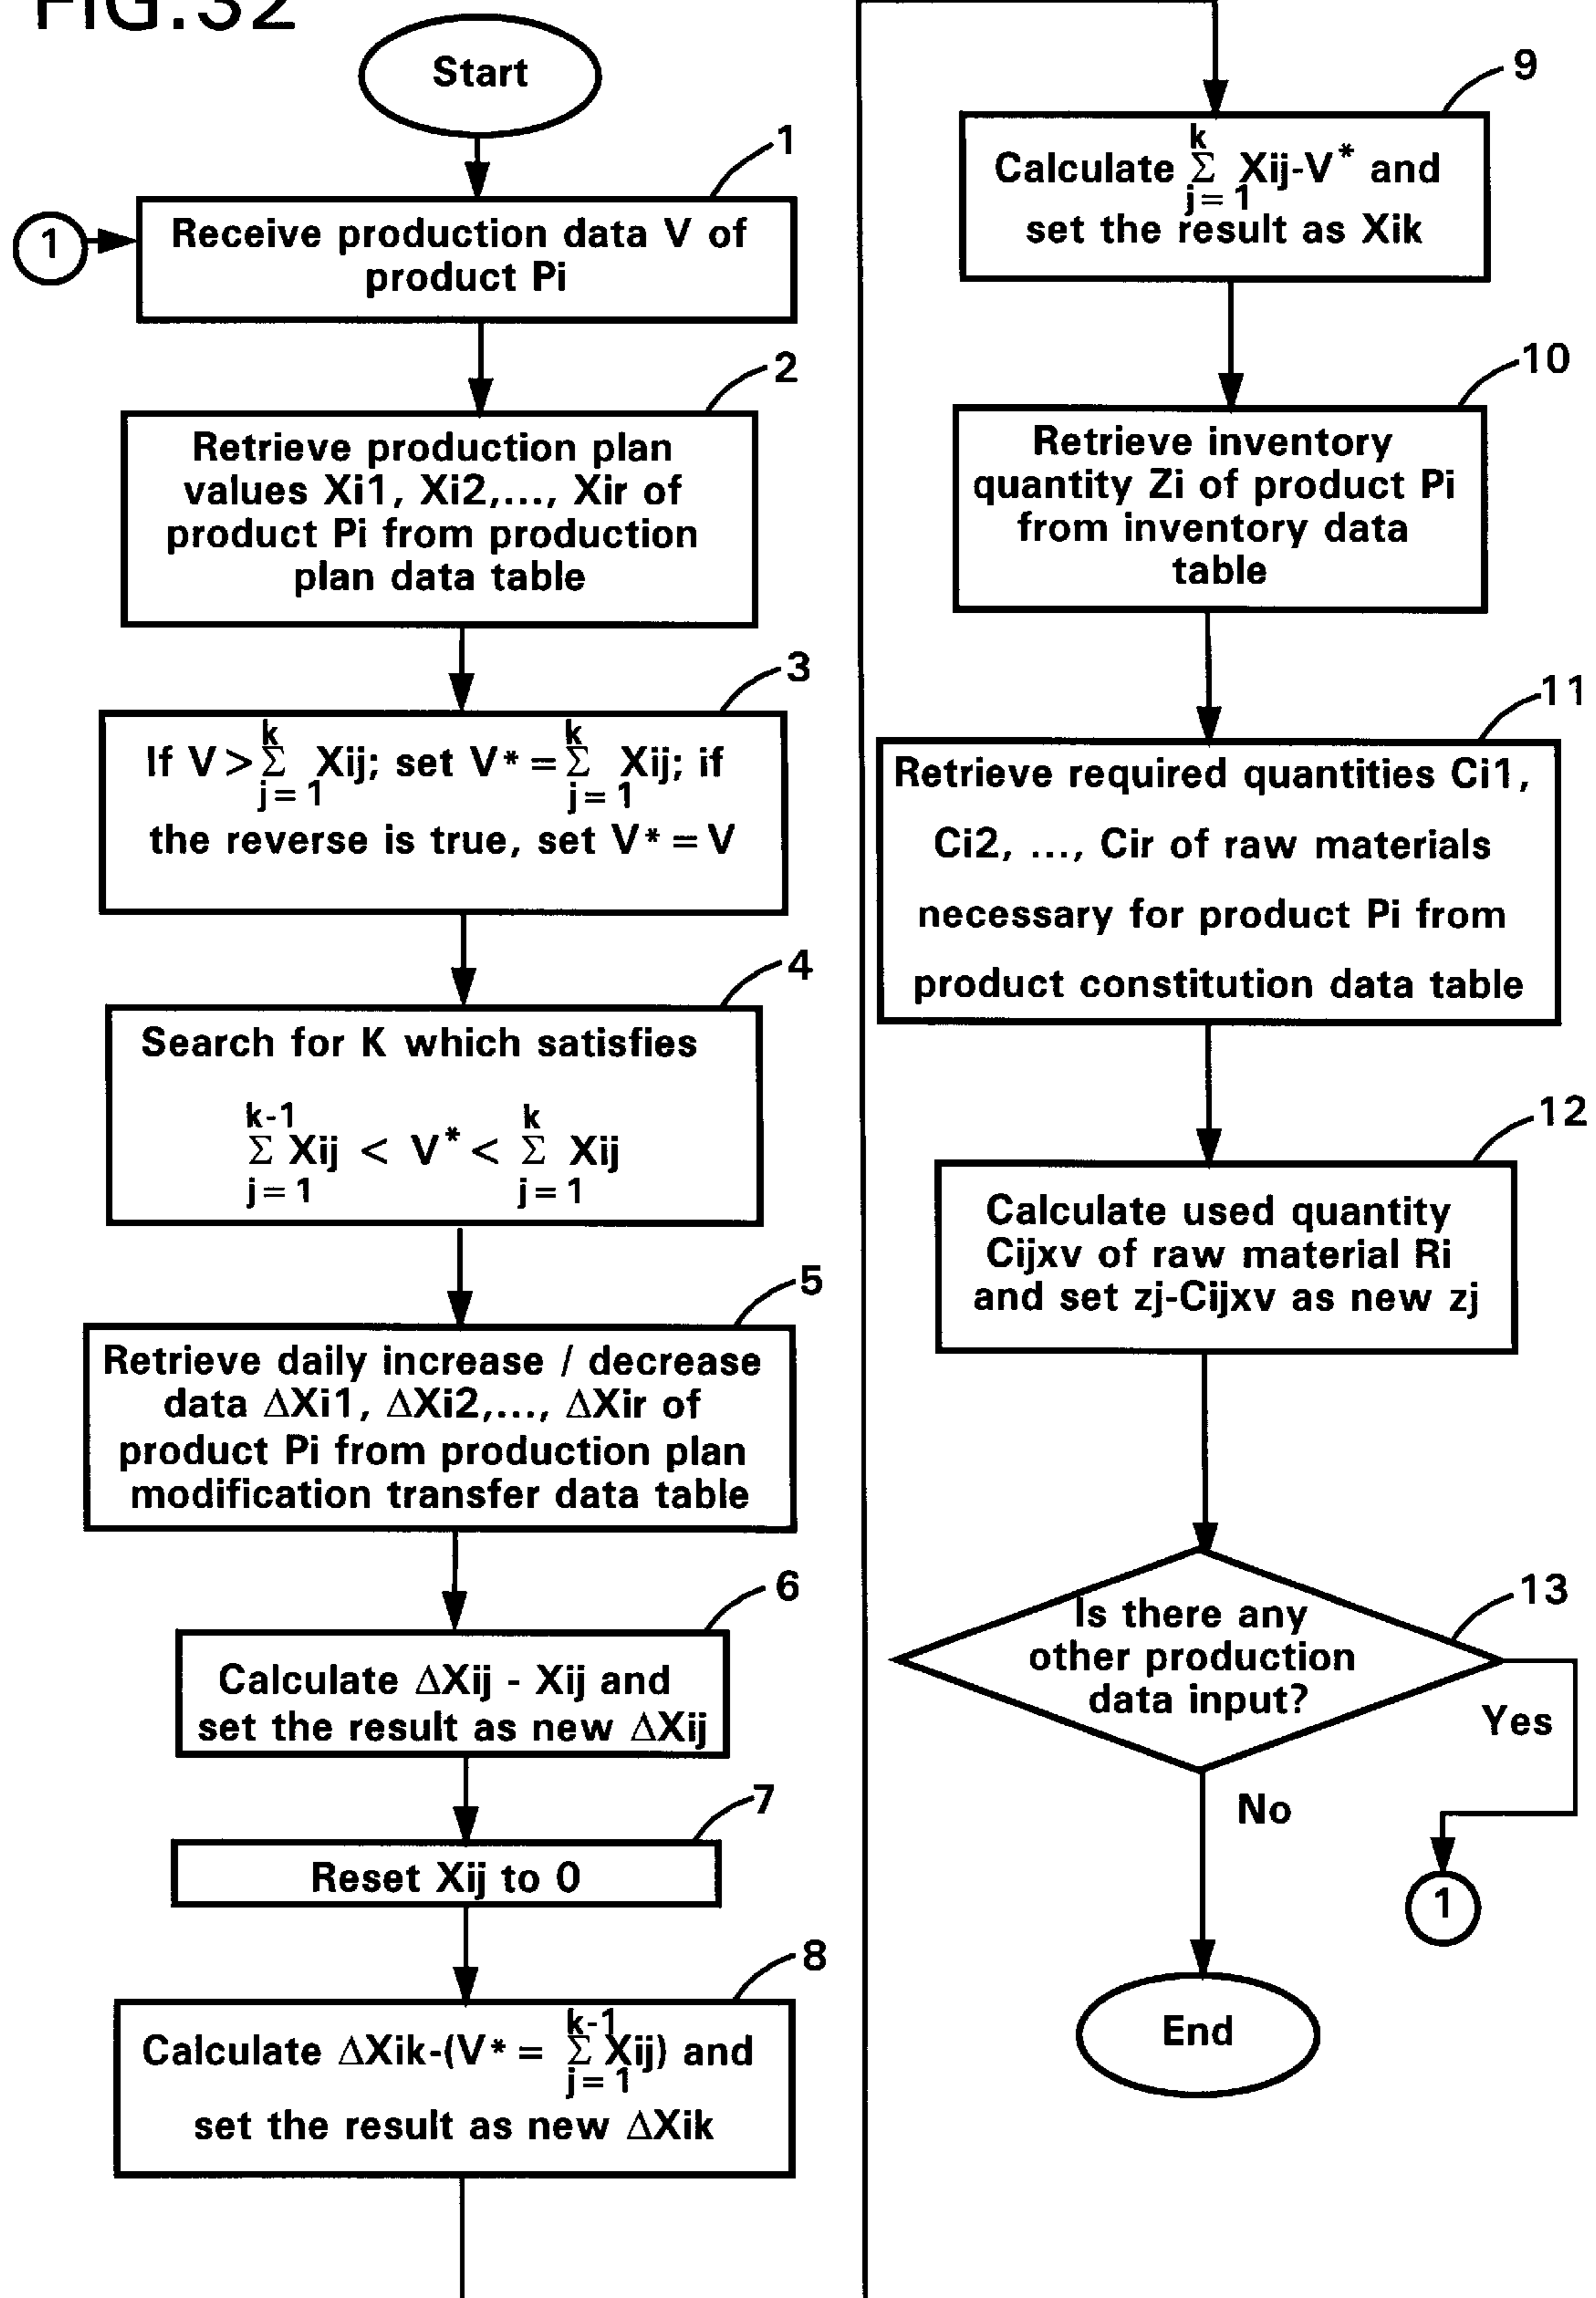 FIG.32
Start
1
1
Receive production data V of
product Pi
2
Retrieve production plan
values Xi1, Xi2,..., Xir of
product Pi from production
plan data table
3
k k
If V > Σ Xij; set V* = Σ Xij; if
j = 1 j = 1
the reverse is true, set V* = V
4
Search for K which satisfies
k-1 k
Σ Xij < V* < Σ Xij
j = 1 j = 1
5
Retrieve daily increase / decrease
data ΔXi1, ΔXi2,..., ΔXir of
product Pi from production plan
modification transfer data table
6
Calculate ΔXij - Xij and
set the result as new ΔXij
7
Reset Xij to 0
8
k-1
Calculate ΔXik-(V* = Σ Xij) and
j = 1
set the result as new ΔXik
9
k
Calculate Σ Xij-V* and
j = 1
set the result as Xik
10
Retrieve inventory
quantity Zi of product Pi
from inventory data
table
11
Retrieve required quantities Ci1,
Ci2, ..., Cir of raw materials
necessary for product Pi from
product constitution data table
12
Calculate used quantity
Cijxv of raw material Ri
and set zj-Cijxv as new zj
13
Is there any
other production
data input?
Yes
No
1
End